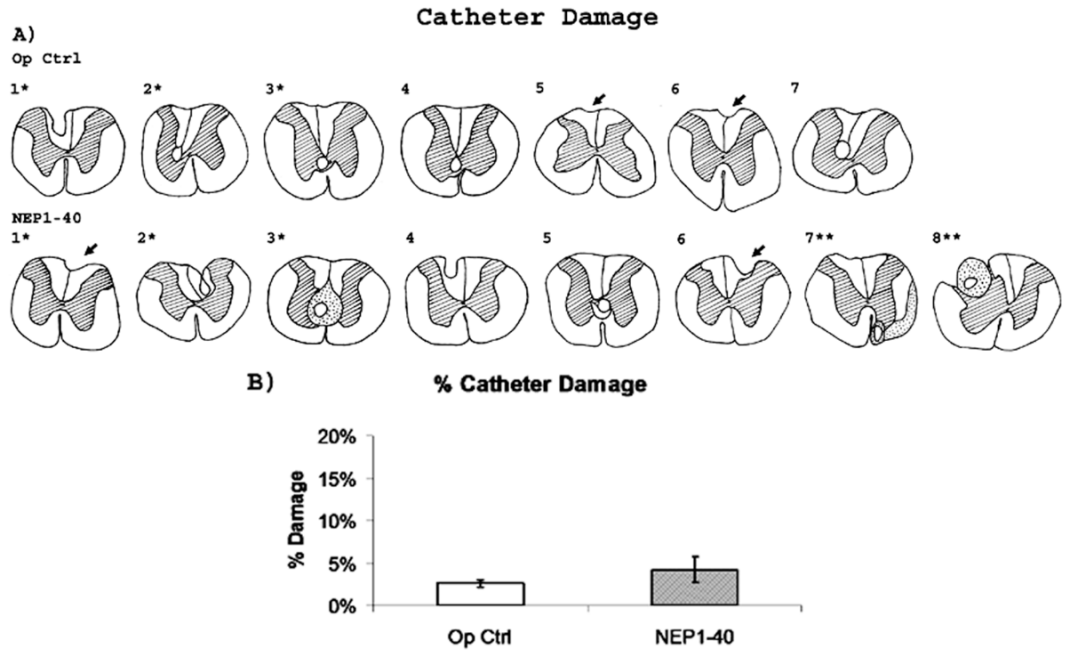 Catheter Damage
A)
Op Ctrl
1* 2* 3* 4 5 6 7
NEP1-40
1* 2* 3* 4 5 6 7** 8**
B) % Catheter Damage
20%
15%
10%
5%
0%
% Damage
Op Ctrl NEP1-40